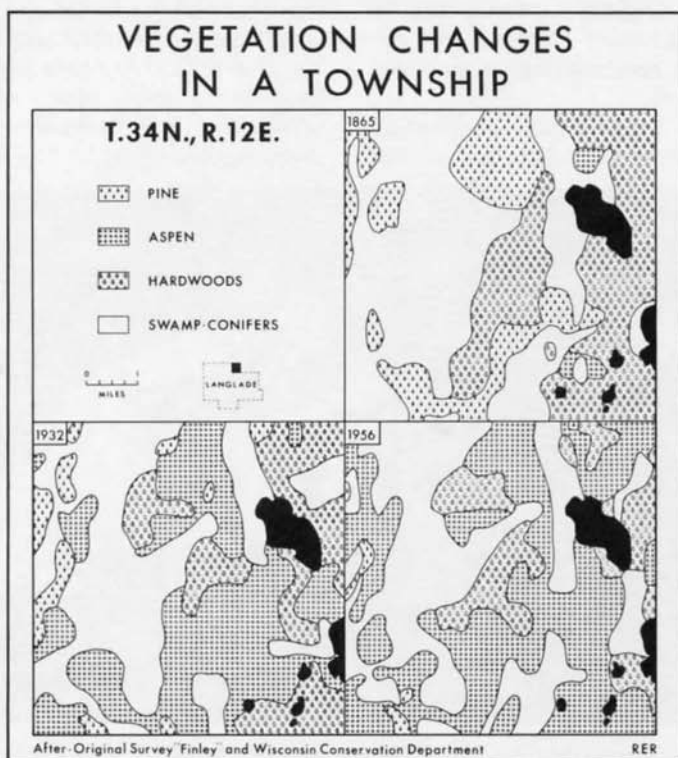 VEGETATION CHANGES
IN A TOWNSHIP
T.34N., R.12E.
PINE
ASPEN
HARDWOODS
SWAMP-CONIFERS
0 1
MILES
LANGLADE
1865
1932
1956
After-Original Survey "Finley" and Wisconsin Conservation Department RER